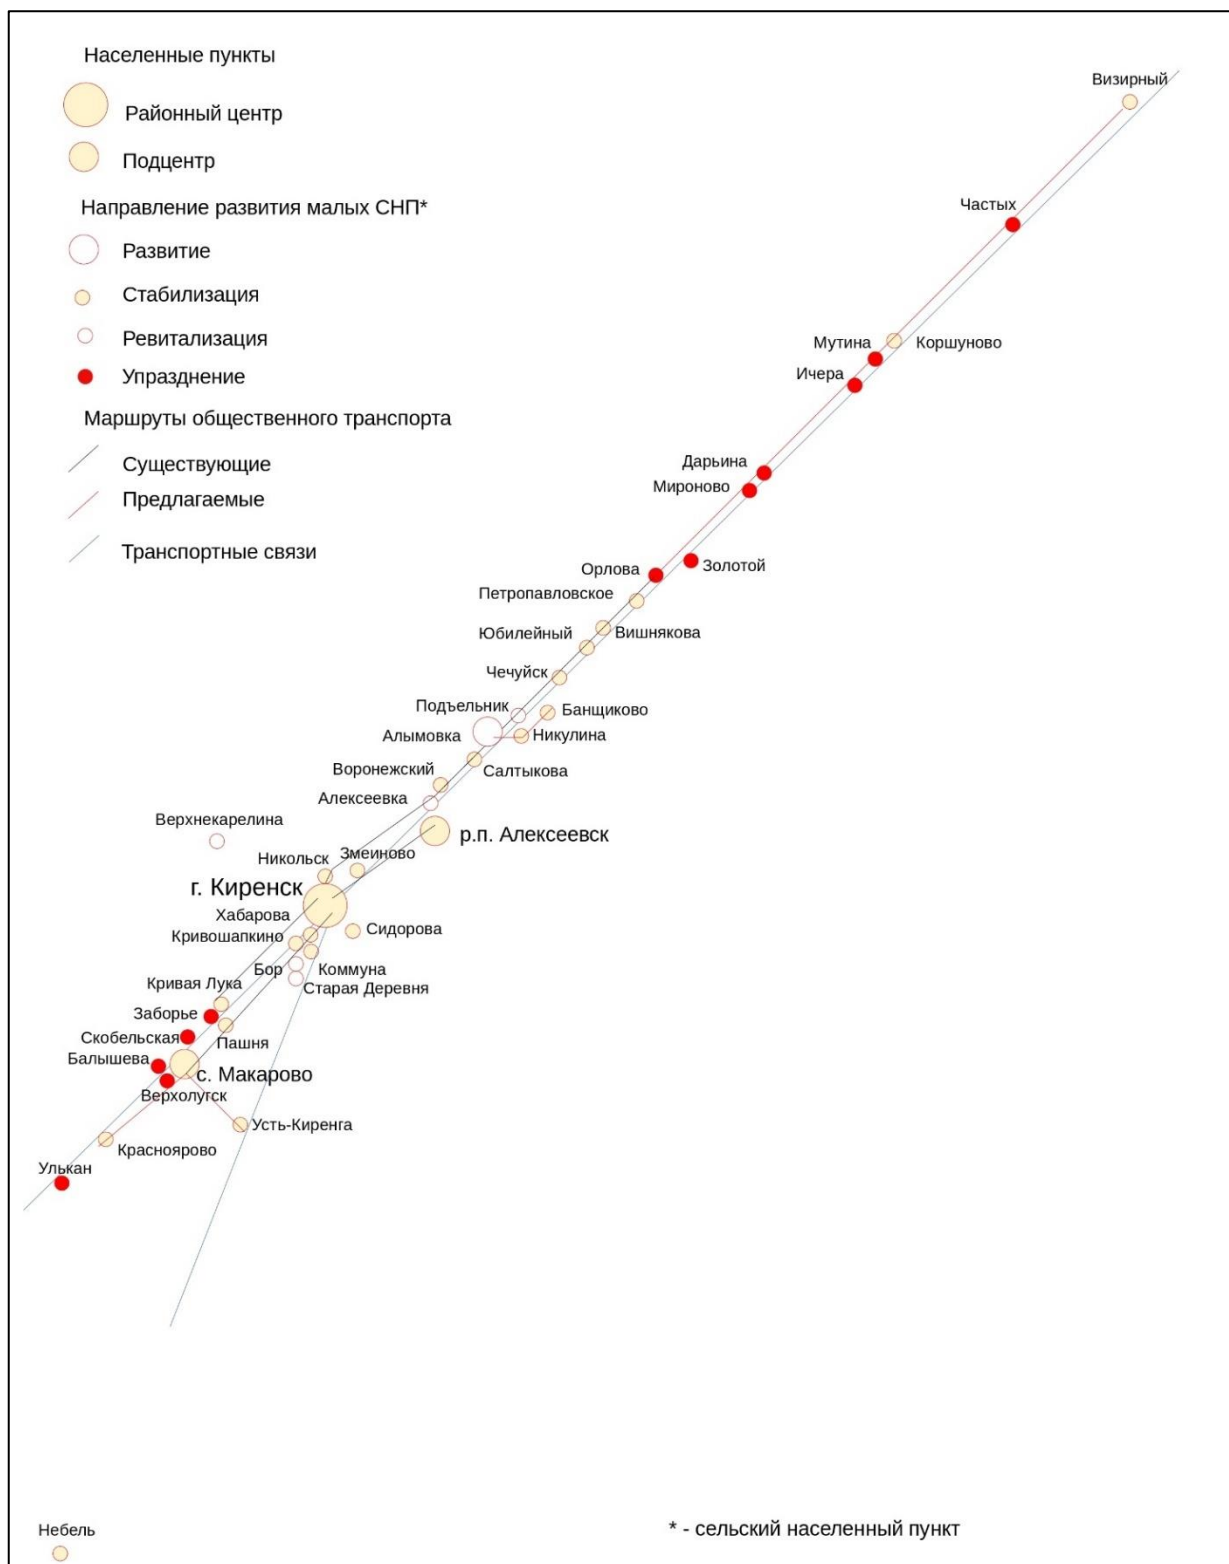 Населенные пункты
Районный центр
Подцентр
Направление развития малых СНП*
Развитие
Стабилизация
Ревитализация
Упразднение
Маршруты общественного транспорта
Существующие
Предлагаемые
Транспортные связи
Визирный
Частых
Мутина
Коршуново
Ичера
Дарьина
Мироново
Золотой
Орлова
Петропавловское
Вишнякова
Юбилейный
Чечуйск
Подъельник
Банщиково
Алымовка
Никулина
Воронежский
Салтыкова
Алексеевка
Верхнекарелина
р.п. Алексеевск
Змеиново
Никольск
г. Киренск
Хабарова
Сидорова
Кривошапкино
Бор
Коммуна
Кривая Лука
Старая Деревня
Заборье
Скобельская
Пашня
Балышева
с. Макарово
Верхолугск
Усть-Киренга
Красноярово
Улькан
Небель
* - сельский населенный пункт